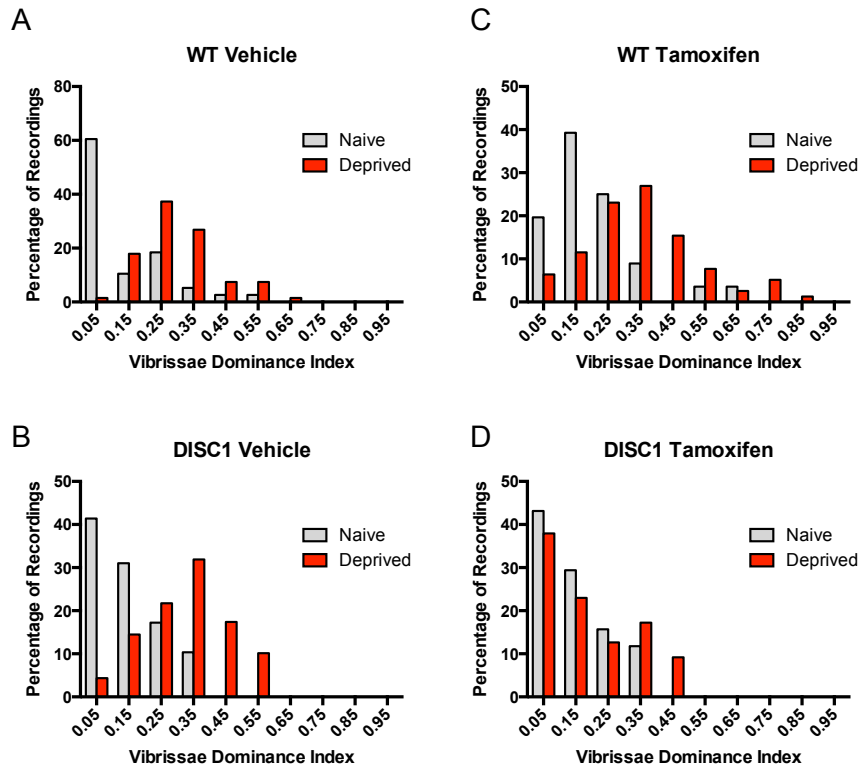 A
WT Vehicle
Percentage of Recordings
80
60
40
20
0
Naive
Deprived
0.05 0.15 0.25 0.35 0.45 0.55 0.65 0.75 0.85 0.95
Vibrissae Dominance Index
C
WT Tamoxifen
Percentage of Recordings
50
40
30
20
10
0
Naive
Deprived
0.05 0.15 0.25 0.35 0.45 0.55 0.65 0.75 0.85 0.95
Vibrissae Dominance Index
B
DISC1 Vehicle
Percentage of Recordings
50
40
30
20
10
0
Naive
Deprived
0.05 0.15 0.25 0.35 0.45 0.55 0.65 0.75 0.85 0.95
Vibrissae Dominance Index
D
DISC1 Tamoxifen
Percentage of Recordings
50
40
30
20
10
0
Naive
Deprived
0.05 0.15 0.25 0.35 0.45 0.55 0.65 0.75 0.85 0.95
Vibrissae Dominance Index